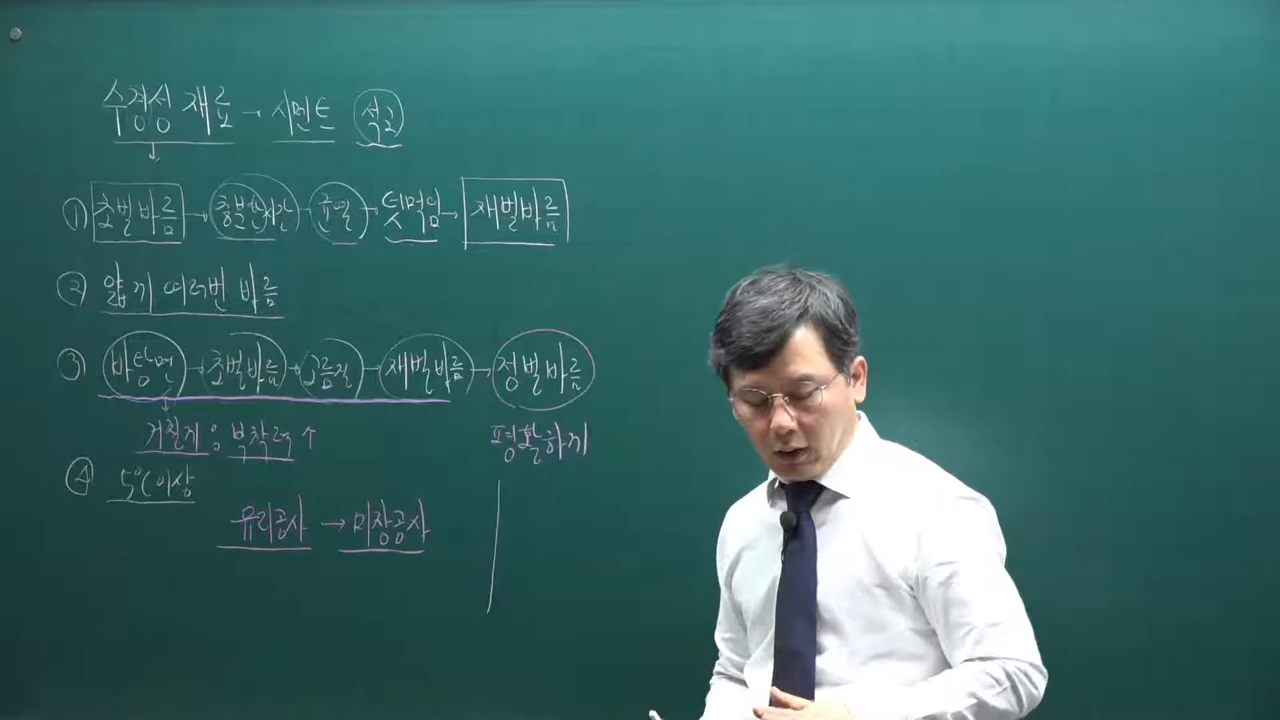 수경성 재료 → 시멘트 석고
① 초벌바름 → 충분한시간 - 균열 → 덧먹임 → 재벌바름
② 얇게 여러번 바름
③ 바탕면 → 초벌바름 → 고름질 - 재벌바름 → 정벌바름
거칠게 : 부착력 ↑ 평활하게
④ 5℃ 이상
유리공사 → 미장공사